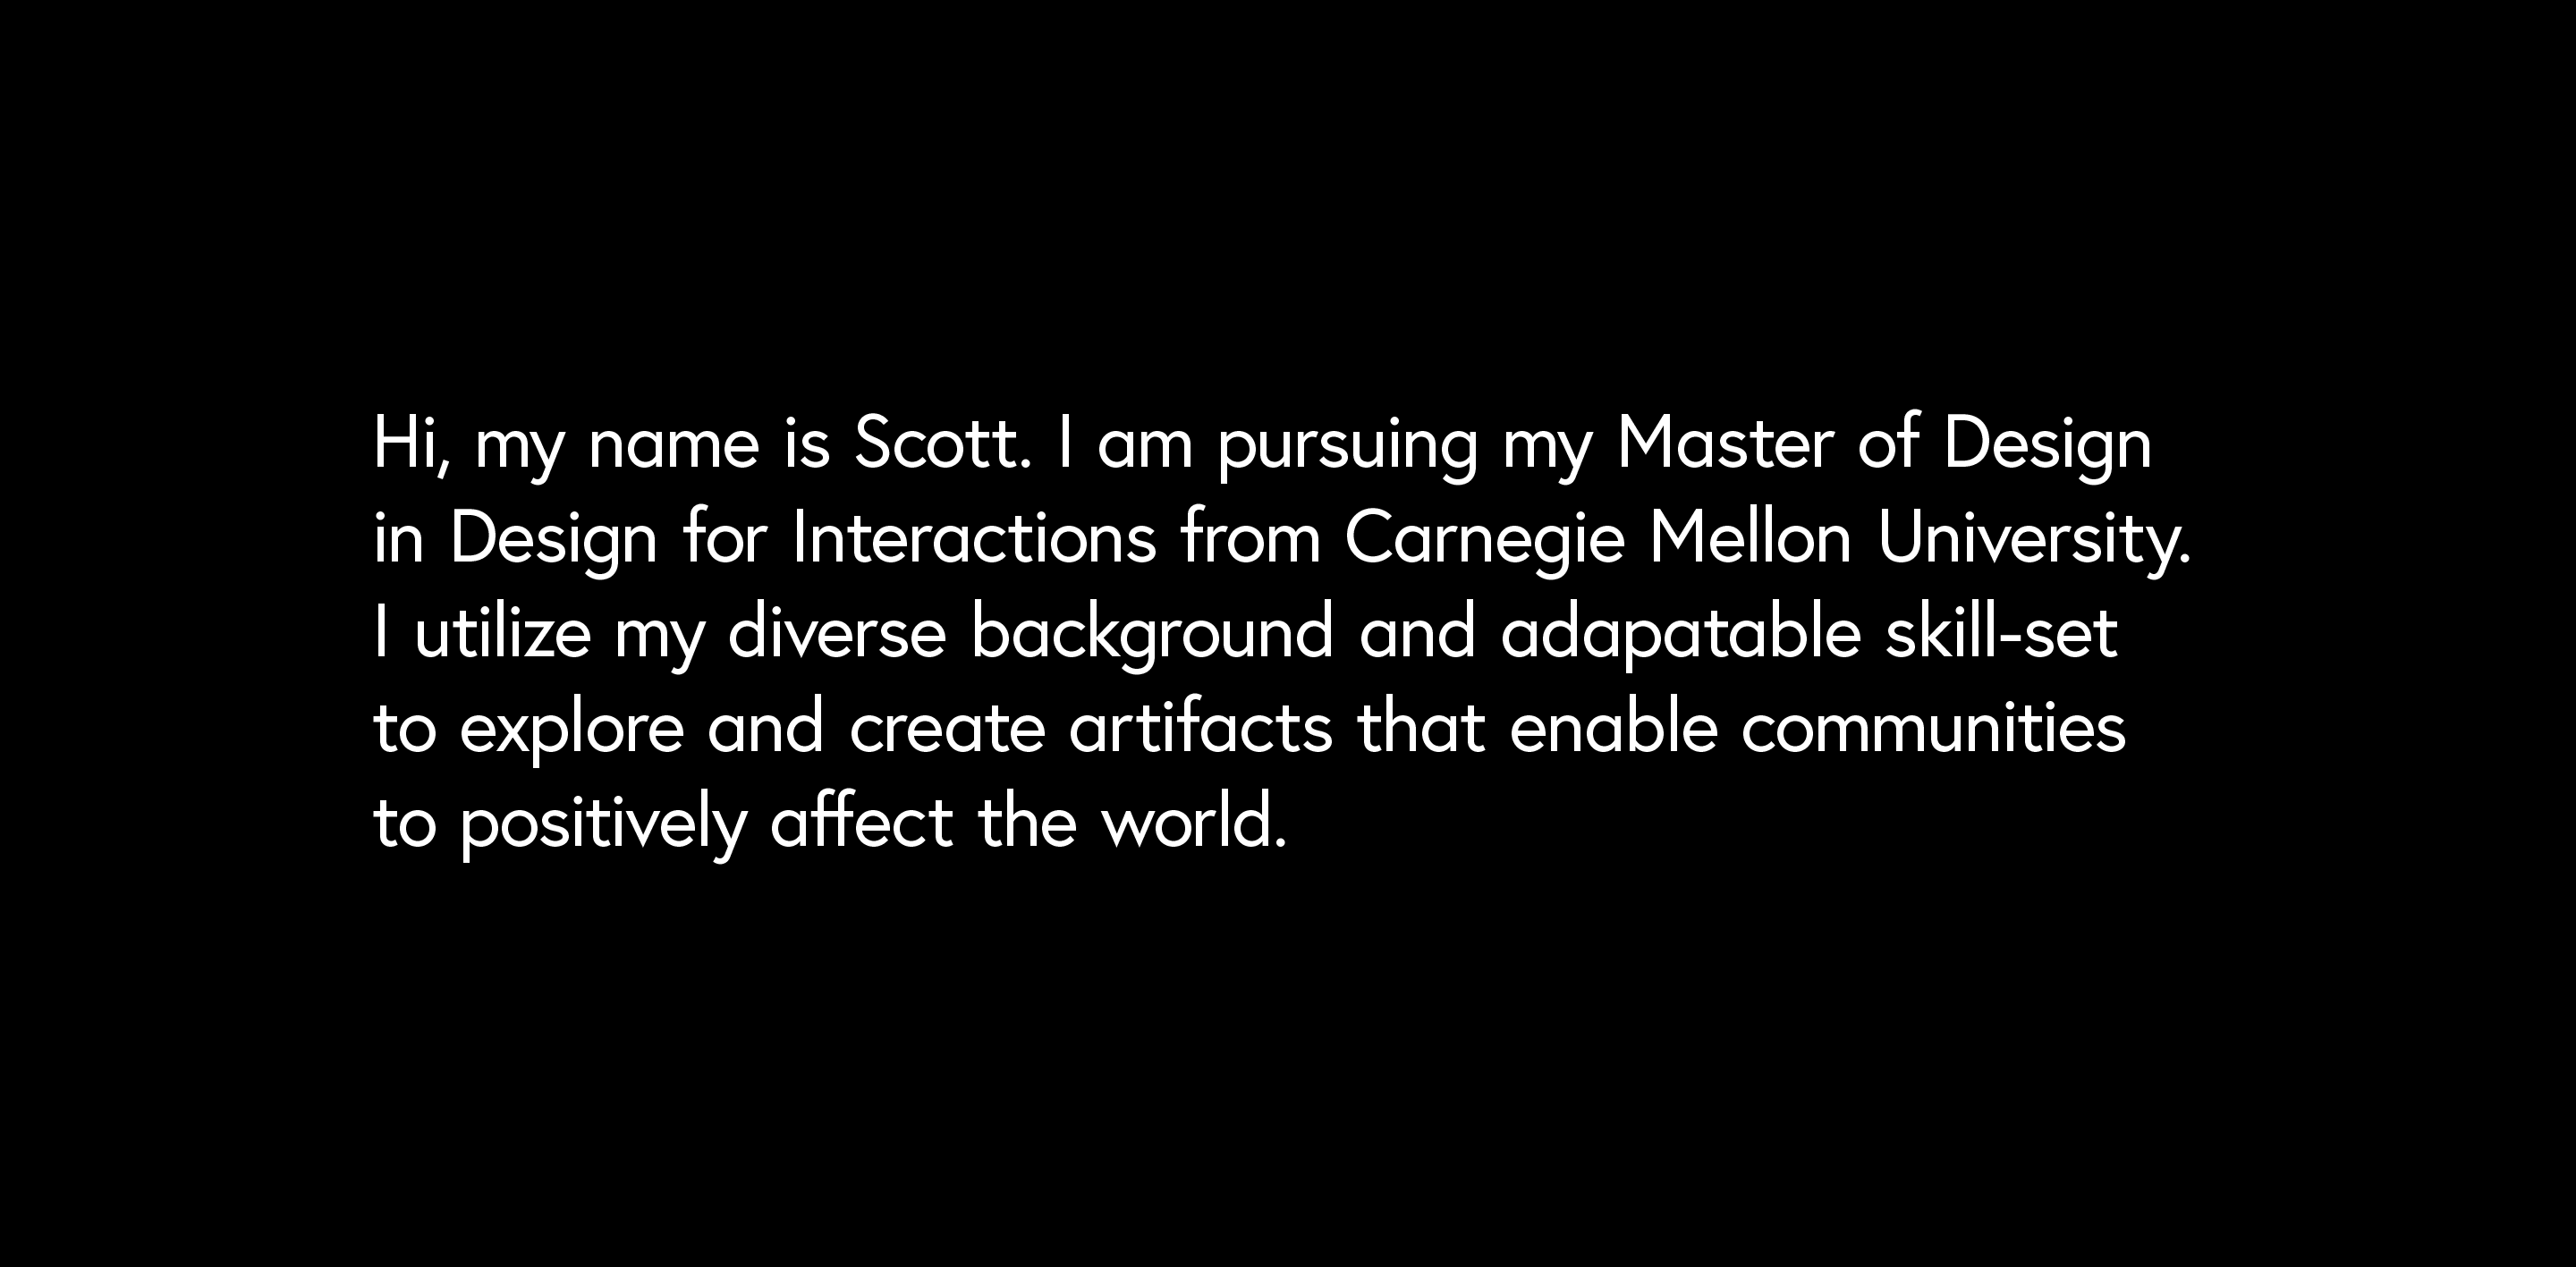 Hi, my name is Scott. I am pursuing my Master of Design
in Design for Interactions from Carnegie Mellon University.
I utilize my diverse background and adapatable skill-set
to explore and create artifacts that enable communities
to positively affect the world.